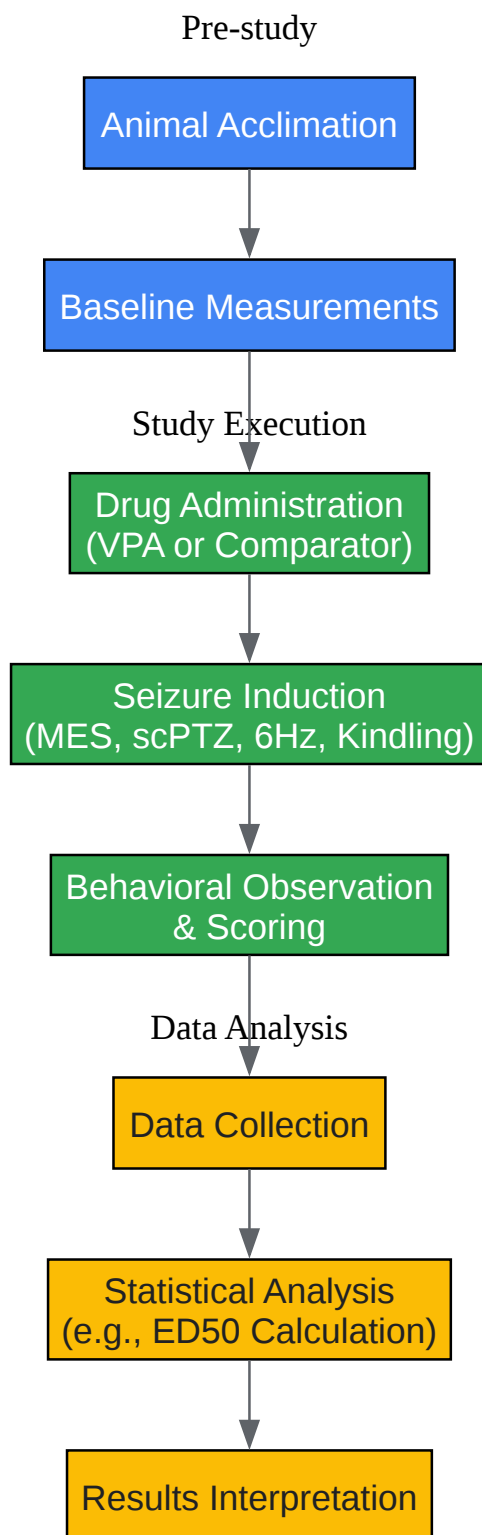 Pre-study
Animal Acclimation
Baseline Measurements
Study Execution
Drug Administration
(VPA or Comparator)
Seizure Induction
(MES, scPTZ, 6Hz, Kindling)
Behavioral Observation
& Scoring
Data Analysis
Data Collection
Statistical Analysis
(e.g., ED50 Calculation)
Results Interpretation